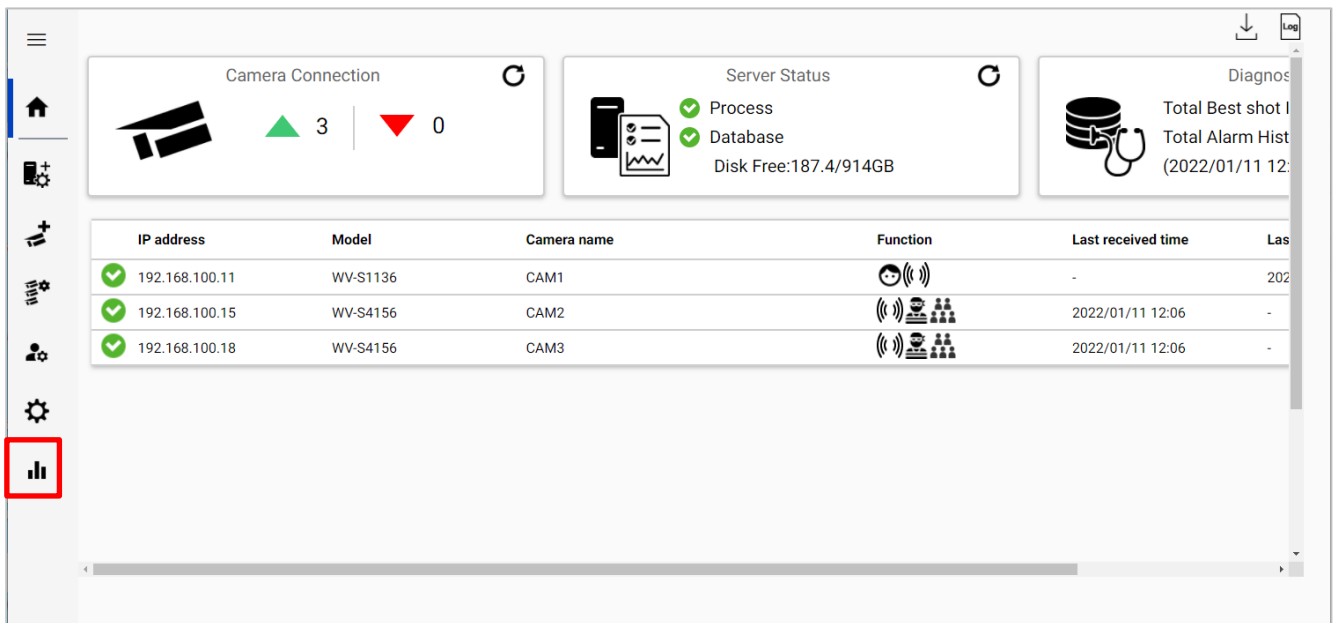 Log
Camera Connection
3 0
Server Status
Process
Database
Disk Free:187.4/914GB
Diagnos
Total Best shot I
Total Alarm Hist
(2022/01/11 12:
IP address Model Camera name Function Last received time Las
192.168.100.11 WV-S1136 CAM1 - 202
192.168.100.15 WV-S4156 CAM2 2022/01/11 12:06 -
192.168.100.18 WV-S4156 CAM3 2022/01/11 12:06 -